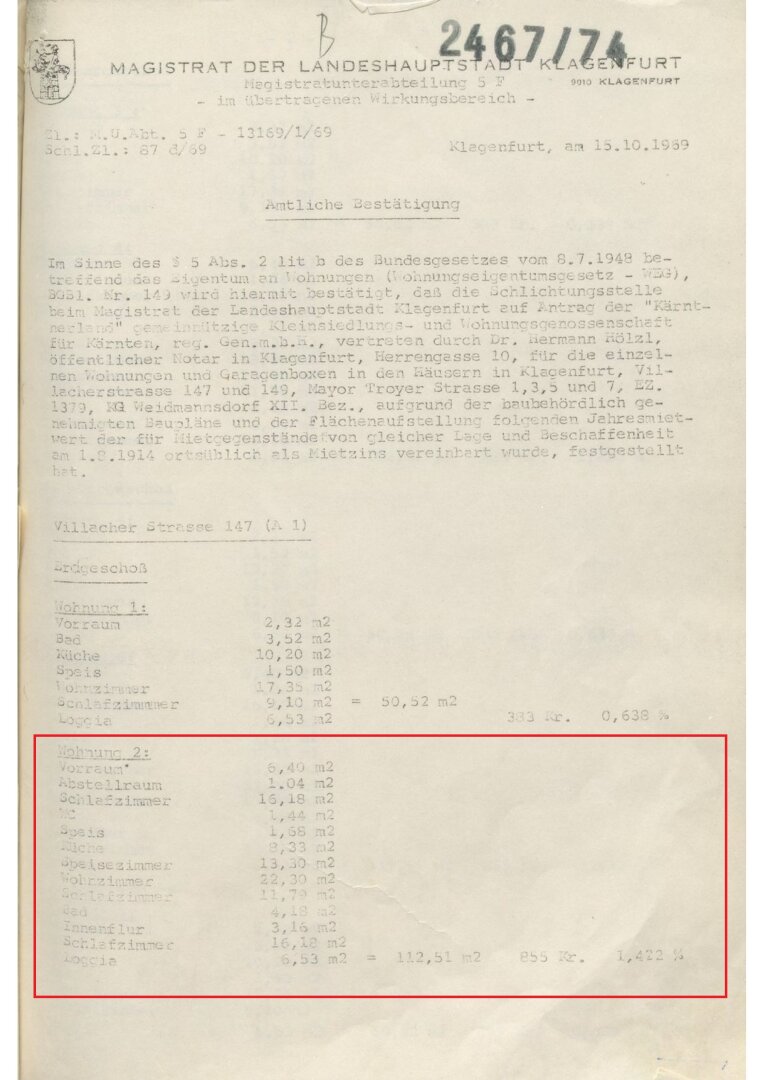 B
2467/74
MAGISTRAT DER LANDESHAUPTSTADT KLAGENFURT
Magistratunterabteilung 5 F 9010 KLAGENFURT
- im übertragenen Wirkungsbereich -
Zl.: M.U.Abt. 5 F - 13169/1/69
Schl.Zl.: 87 d/69 Klagenfurt, am 15.10.1969
Amtliche Bestätigung
Im Sinne des § 5 Abs. 2 lit b des Bundesgesetzes vom 8.7.1948 be-
treffend das Eigentum an Wohnungen (Wohnungseigentumsgesetz - WEG),
BGBl. Nr. 149 wird hiermit bestätigt, daß die Schlichtungsstelle
beim Magistrat der Landeshauptstadt Klagenfurt auf Antrag der "Kärnt-
nerland" gemeinnützige Kleinsiedlungs- und Wohnungsgenossenschaft
für Kärnten, reg. Gen.m.b.H., vertreten durch Dr. Hermann Hölzl,
öffentlicher Notar in Klagenfurt, Herrengasse 10, für die einzel-
nen Wohnungen und Garagenboxen in den Häusern in Klagenfurt, Vil-
lacherstrasse 147 und 149, Mayor Troyer Strasse 1,3,5 und 7, EZ.
1379, KG Weidmannsdorf XII. Bez., aufgrund der baubehördlich ge-
nehmigten Baupläne und der Flächenaufstellung folgenden Jahresmiet-
wert der für Mietgegenstände von gleicher Lage und Beschaffenheit
am 1.8.1914 ortsüblich als Mietzins vereinbart wurde, festgestellt
hat.
Villacher Strasse 147 (A 1)
Erdgeschoß
Wohnung 1:
Vorraum 2,32 m2
Bad 3,52 m2
Küche 10,20 m2
Speis 1,50 m2
Wohnzimmer 17,35 m2
Schlafzimmer 9,10 m2 = 50,52 m2
Loggia 6,53 m2 383 Kr. 0,638 %
Wohnung 2:
Vorraum 6,40 m2
Abstellraum 1.04 m2
Schlafzimmer 16,18 m2
WC 1,44 m2
Speis 1,68 m2
Küche 8,33 m2
Speisezimmer 13,30 m2
Wohnzimmer 22,30 m2
Schlafzimmer 11,79 m2
Bad 4,18 m2
Innenflur 3,16 m2
Schlafzimmer 16,18 m2
Loggia 6,53 m2 = 112,51 m2 855 Kr. 1,422 %